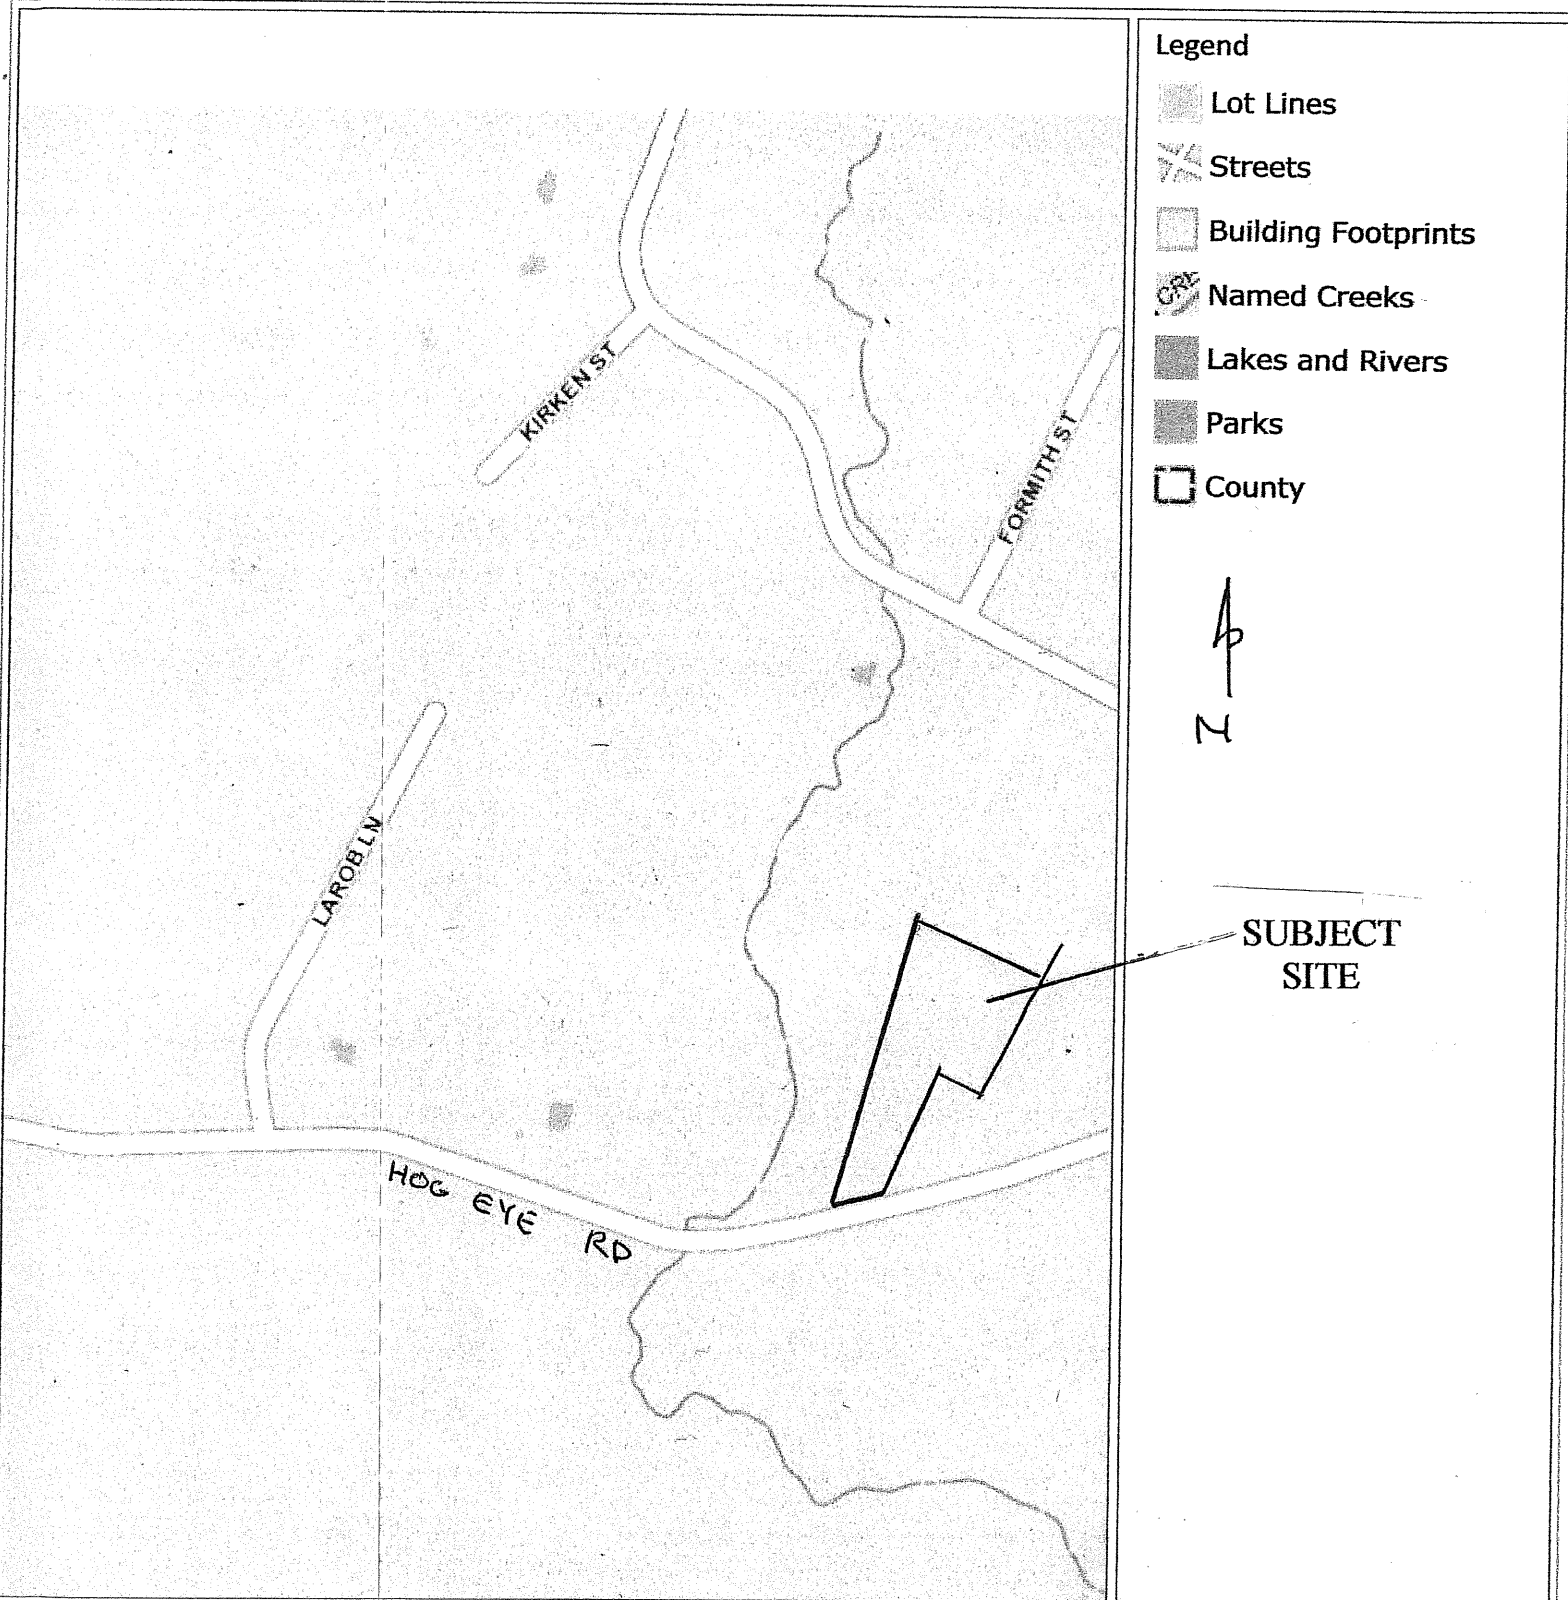 Legend
Lot Lines
Streets
Building Footprints
CRE Named Creeks
Lakes and Rivers
Parks
County
N
KIRKEN ST
FORMITH ST
LAROB LN
SUBJECT
SITE
HOG EYE RD